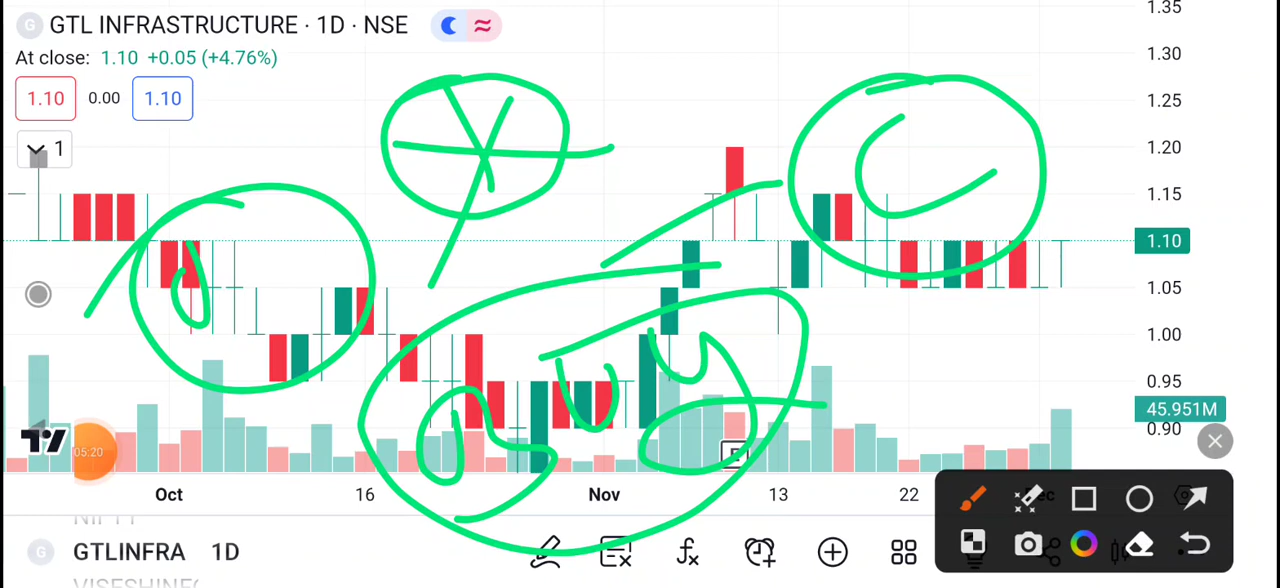 G GTL INFRASTRUCTURE · 1D · NSE
At close: 1.10 +0.05 (+4.76%)
1.10 0.00 1.10
1
1.35
1.30
1.25
1.20
1.15
1.10
1.05
1.00
0.95
45.951M
0.90
05:20
E
Oct 16 Nov 13 22 Dec
NIFTY
G GTLINFRA 1D